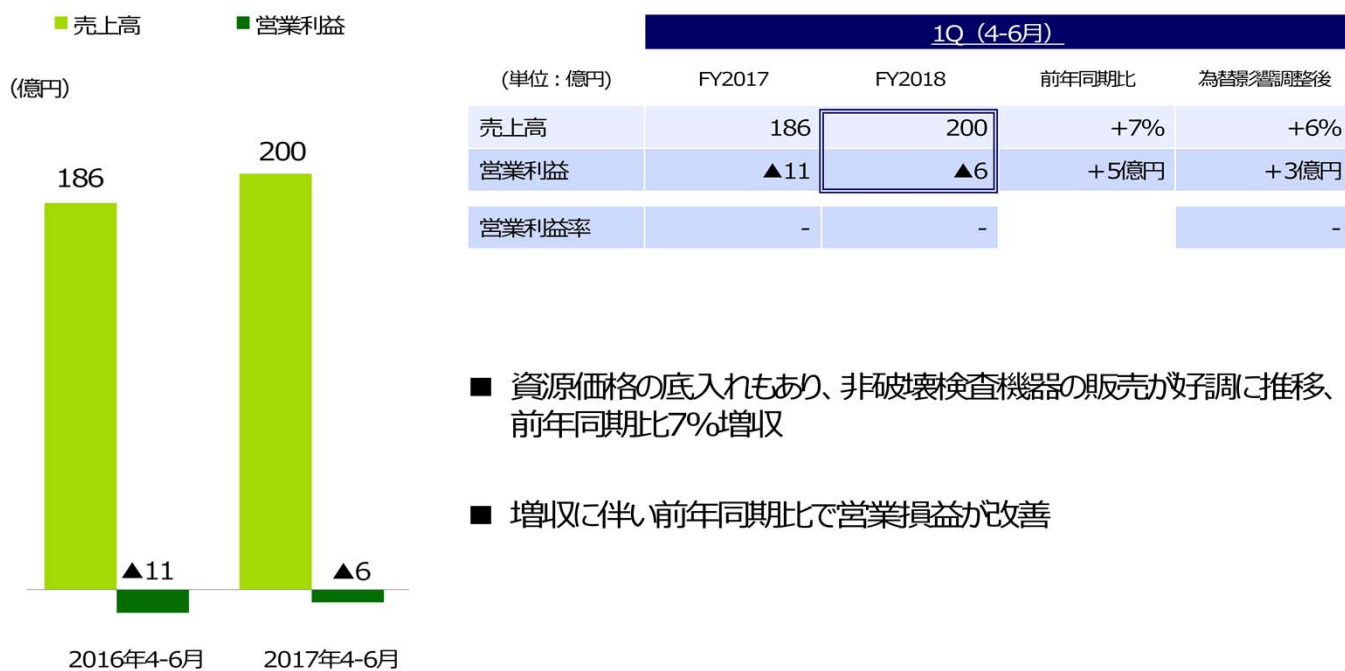 ■ 売上高 ■ 営業利益
(億円)
186
200
▲11
▲6
2016年4-6月 2017年4-6月
1Q（4-6月）
(単位：億円) FY2017 FY2018 前年同期比 為替影響調整後
売上高 186 200 +7% +6%
営業利益 ▲11 ▲6 +5億円 +3億円
営業利益率 - - -
■ 資源価格の底入れもあり、非破壊検査機器の販売が好調に推移、
前年同期比7%増収
■ 増収に伴い前年同期比で営業損益が改善